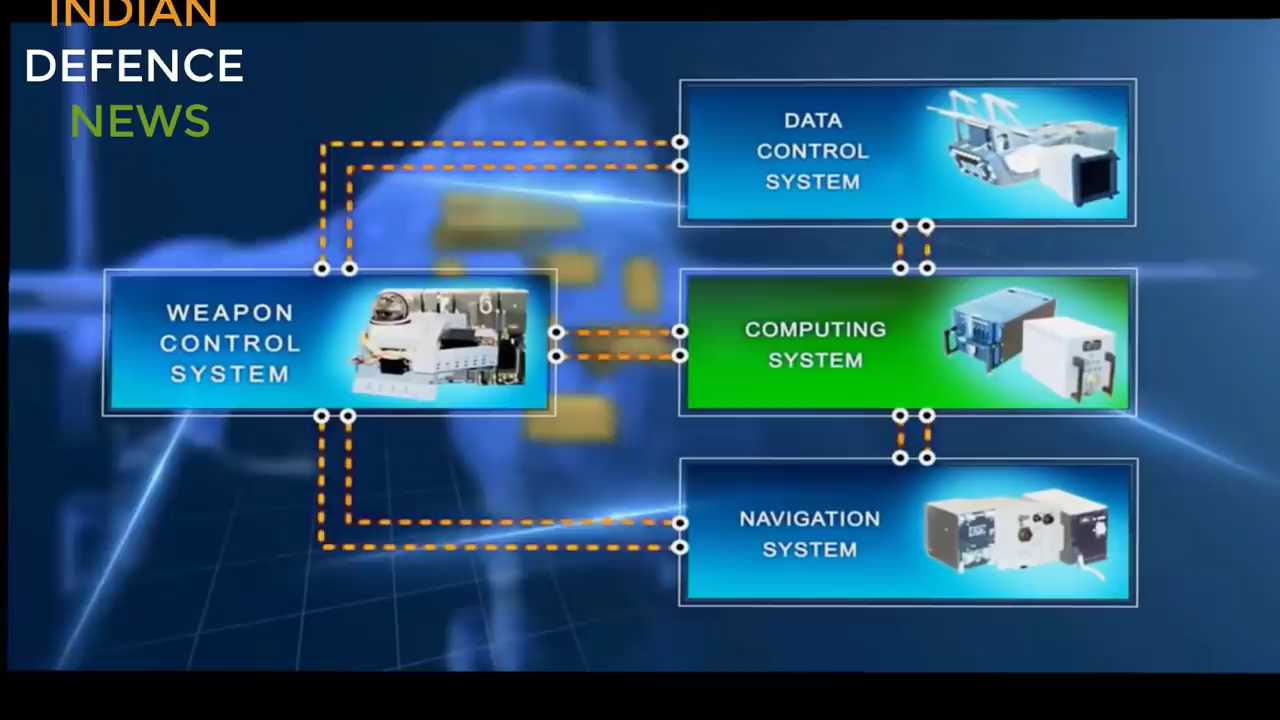 INDIAN
DEFENCE
NEWS
DATA
CONTROL
SYSTEM
WEAPON
CONTROL
SYSTEM
COMPUTING
SYSTEM
NAVIGATION
SYSTEM